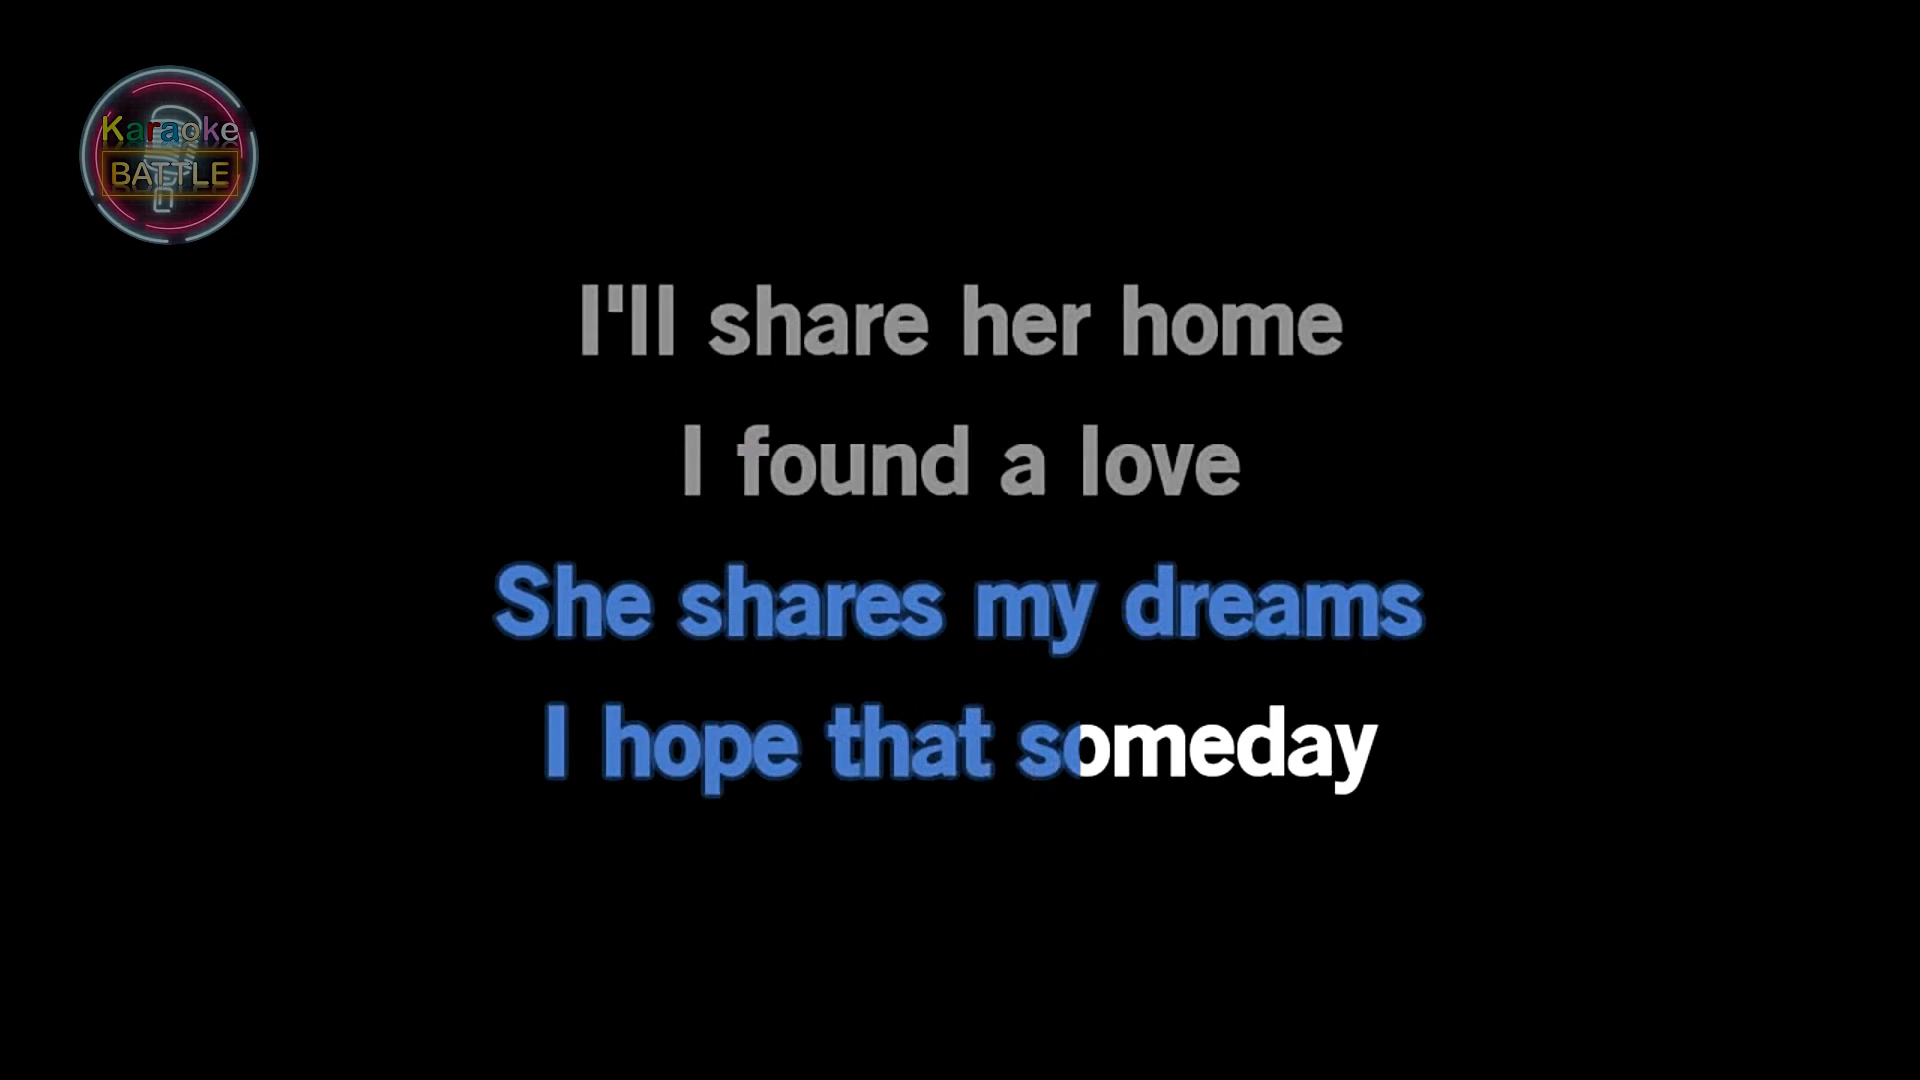 Karaoke
BATTLE
I'll share her home
I found a love
She shares my dreams
I hope that someday